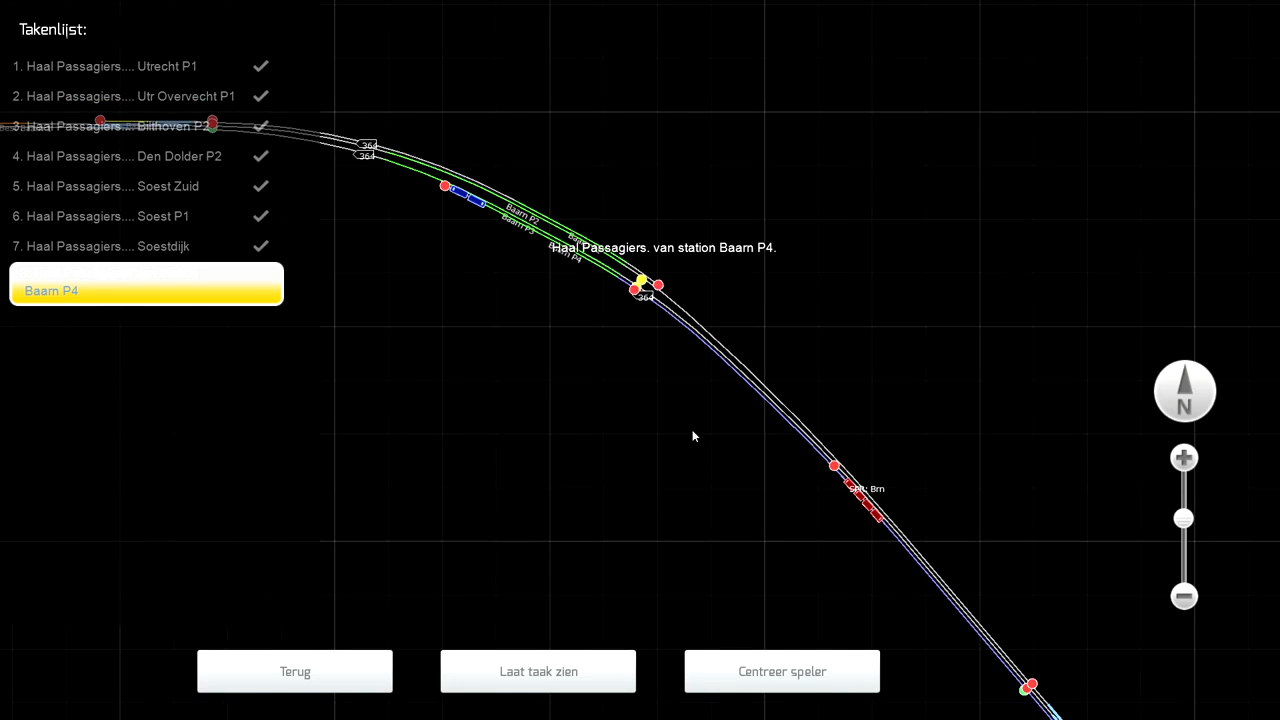 Takenlijst:
1. Haal Passagiers.... Utrecht P1
2. Haal Passagiers.... Utr Overvecht P1
3. Haal Passagiers.... Bilthoven P2
4. Haal Passagiers.... Den Dolder P2
5. Haal Passagiers.... Soest Zuid
6. Haal Passagiers.... Soest P1
7. Haal Passagiers.... Soestdijk
Baarn P4
364
364
Baarn P2
Baarn P3
Baarn P4
Haal Passagiers. van station Baarn P4.
364
SPR: Brn
N
Terug
Laat taak zien
Centreer speler